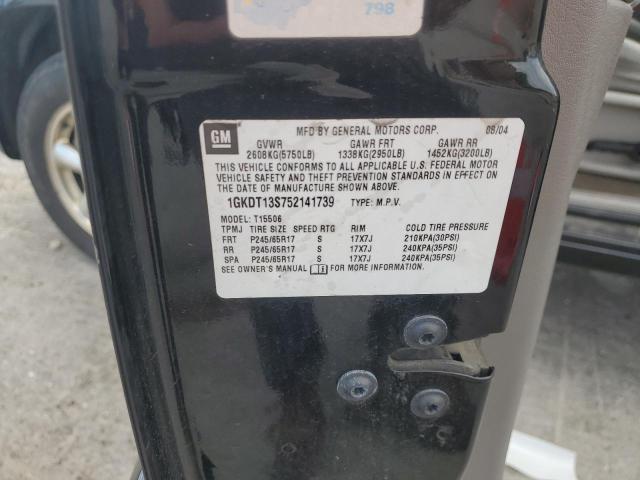 798
GM
MFD BY GENERAL MOTORS CORP. 08/04
GVWR GAWR FRT GAWR RR
2608KG(5750LB) 1338KG(2950LB) 1452KG(3200LB)
THIS VEHICLE CONFORMS TO ALL APPLICABLE U.S. FEDERAL MOTOR
VEHICLE SAFETY AND THEFT PREVENTION STANDARDS IN EFFECT ON
THE DATE OF MANUFACTURE SHOWN ABOVE.
1GKDT13S752141739 TYPE: M.P.V.
MODEL: T15506
TPMJ TIRE SIZE SPEED RTG RIM COLD TIRE PRESSURE
FRT P245/65R17 S 17X7J 210KPA(30PSI)
RR P245/65R17 S 17X7J 240KPA(35PSI)
SPA P245/65R17 S 17X7J 240KPA(35PSI)
SEE OWNER'S MANUAL FOR MORE INFORMATION.